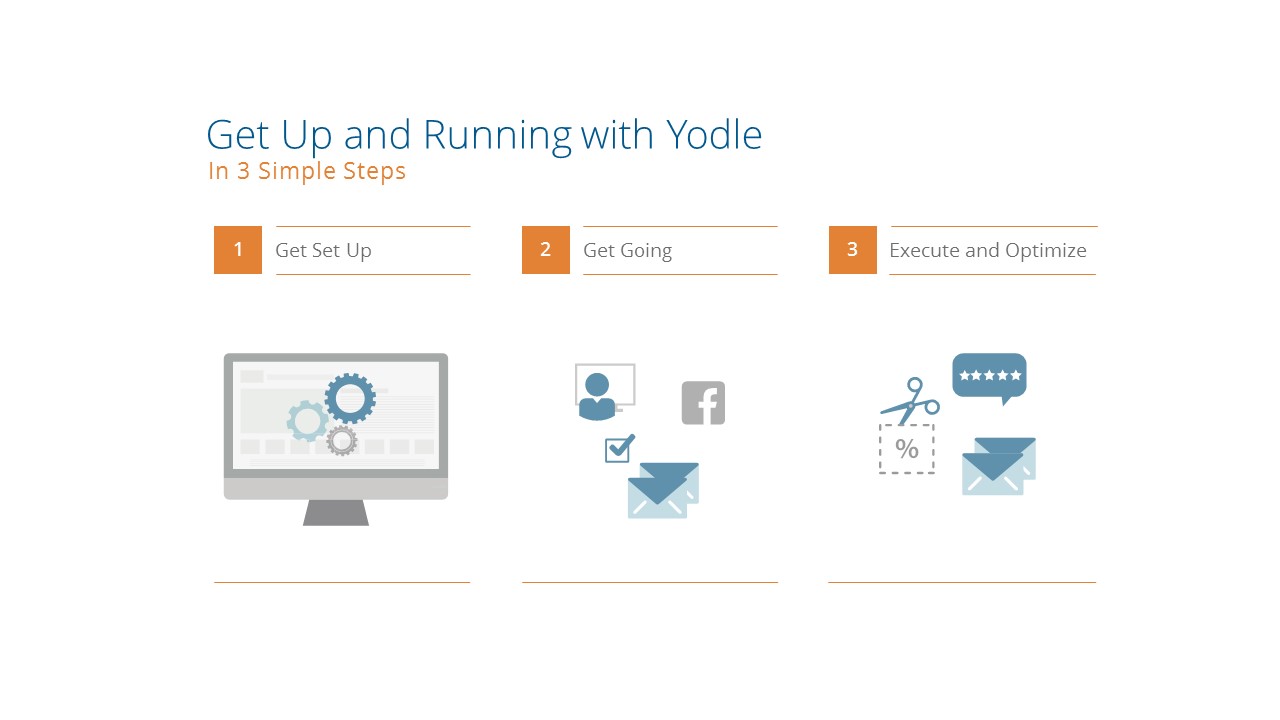 Get Up and Running with Yodle
In 3 Simple Steps
1 Get Set Up
2 Get Going
3 Execute and Optimize
%